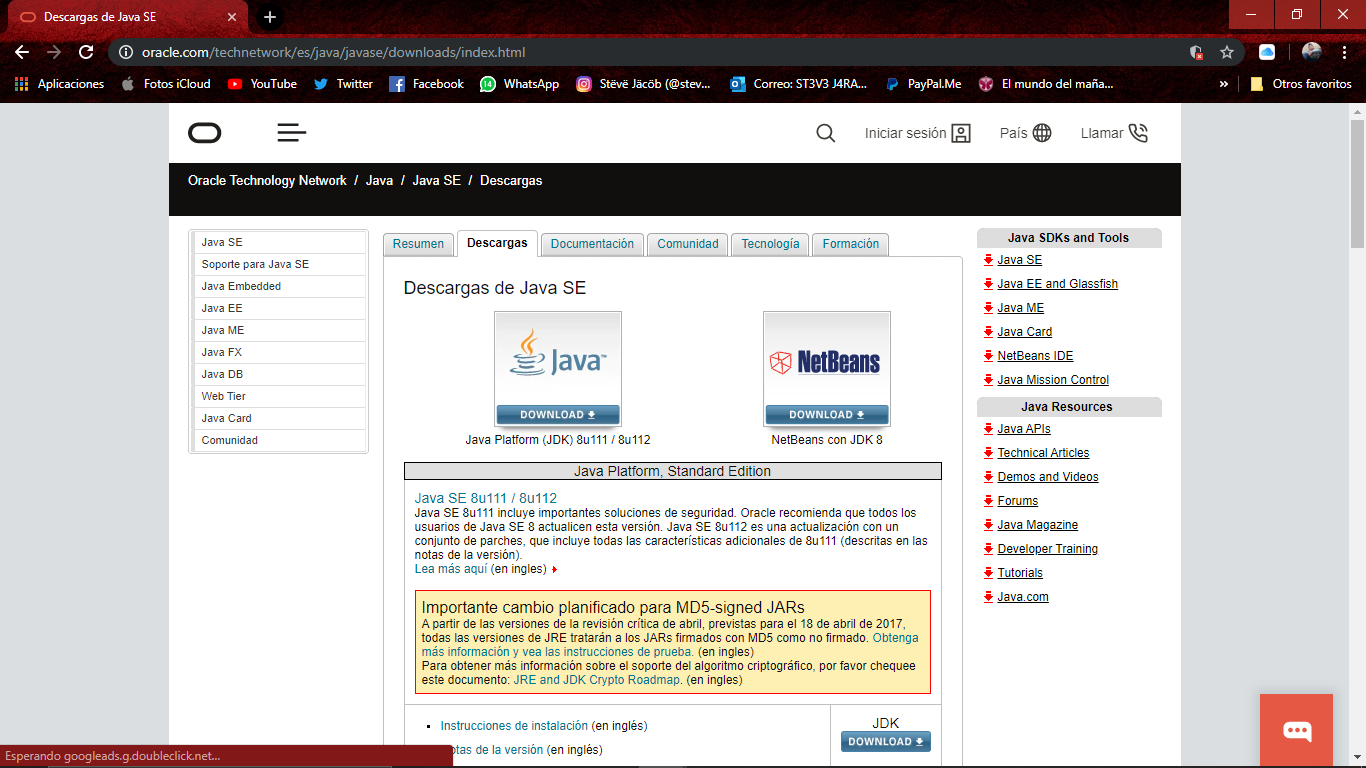 Descargas de Java SE
oracle.com/technetwork/es/java/javase/downloads/index.html
Aplicaciones
Fotos iCloud
YouTube
Twitter
Facebook
14
WhatsApp
Stëvë Jäcöb (@stev...
Correo: ST3V3 J4RA...
PayPal.Me
El mundo del maña...
»
Otros favoritos
Iniciar sesión
País
Llamar
Oracle Technology Network / Java / Java SE / Descargas
Java SE
Soporte para Java SE
Java Embedded
Java EE
Java ME
Java FX
Java DB
Web Tier
Java Card
Comunidad
Resumen
Descargas
Documentación
Comunidad
Tecnología
Formación
Descargas de Java SE
Java™
DOWNLOAD
Java Platform (JDK) 8u111 / 8u112
NetBeans
DOWNLOAD
NetBeans con JDK 8
Java Platform, Standard Edition
Java SE 8u111 / 8u112
Java SE 8u111 incluye importantes soluciones de seguridad. Oracle recomienda que todos los
usuarios de Java SE 8 actualicen esta versión. Java SE 8u112 es una actualización con un
conjunto de parches, que incluye todas las características adicionales de 8u111 (descritas en las
notas de la versión).
Lea más aquí (en ingles)
Importante cambio planificado para MD5-signed JARs
A partir de las versiones de la revisión crítica de abril, previstas para el 18 de abril de 2017,
todas las versiones de JRE tratarán a los JARs firmados con MD5 como no firmado. Obtenga
más información y vea las instrucciones de prueba. (en ingles)
Para obtener más información sobre el soporte del algoritmo criptográfico, por favor chequee
este documento: JRE and JDK Crypto Roadmap. (en ingles)
Instrucciones de instalación (en inglés)
otas de la versión (en inglés)
JDK
DOWNLOAD
Java SDKs and Tools
Java SE
Java EE and Glassfish
Java ME
Java Card
NetBeans IDE
Java Mission Control
Java Resources
Java APIs
Technical Articles
Demos and Videos
Forums
Java Magazine
Developer Training
Tutorials
Java.com
Esperando googleads.g.doubleclick.net...